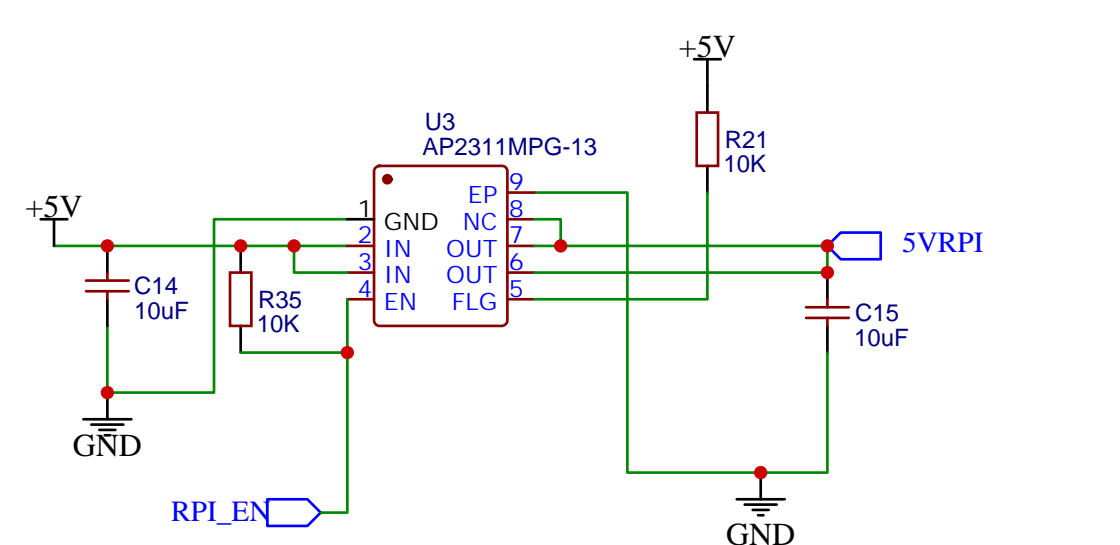 +5V
U3
AP2311MPG-13
R21
10K
+5V
1
2
3
4
GND
IN
IN
EN
EP
NC
OUT
OUT
FLG
9
8
7
6
5
5VRPI
C14
10uF
R35
10K
C15
10uF
GND
RPI_EN
GND